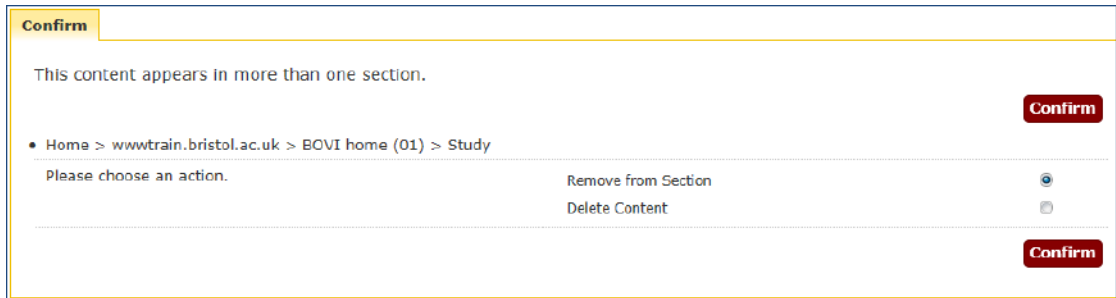 Confirm
This content appears in more than one section.
Confirm
• Home > wwwtrain.bristol.ac.uk > BOVI home (01) > Study
Please choose an action. Remove from Section
Delete Content
Confirm